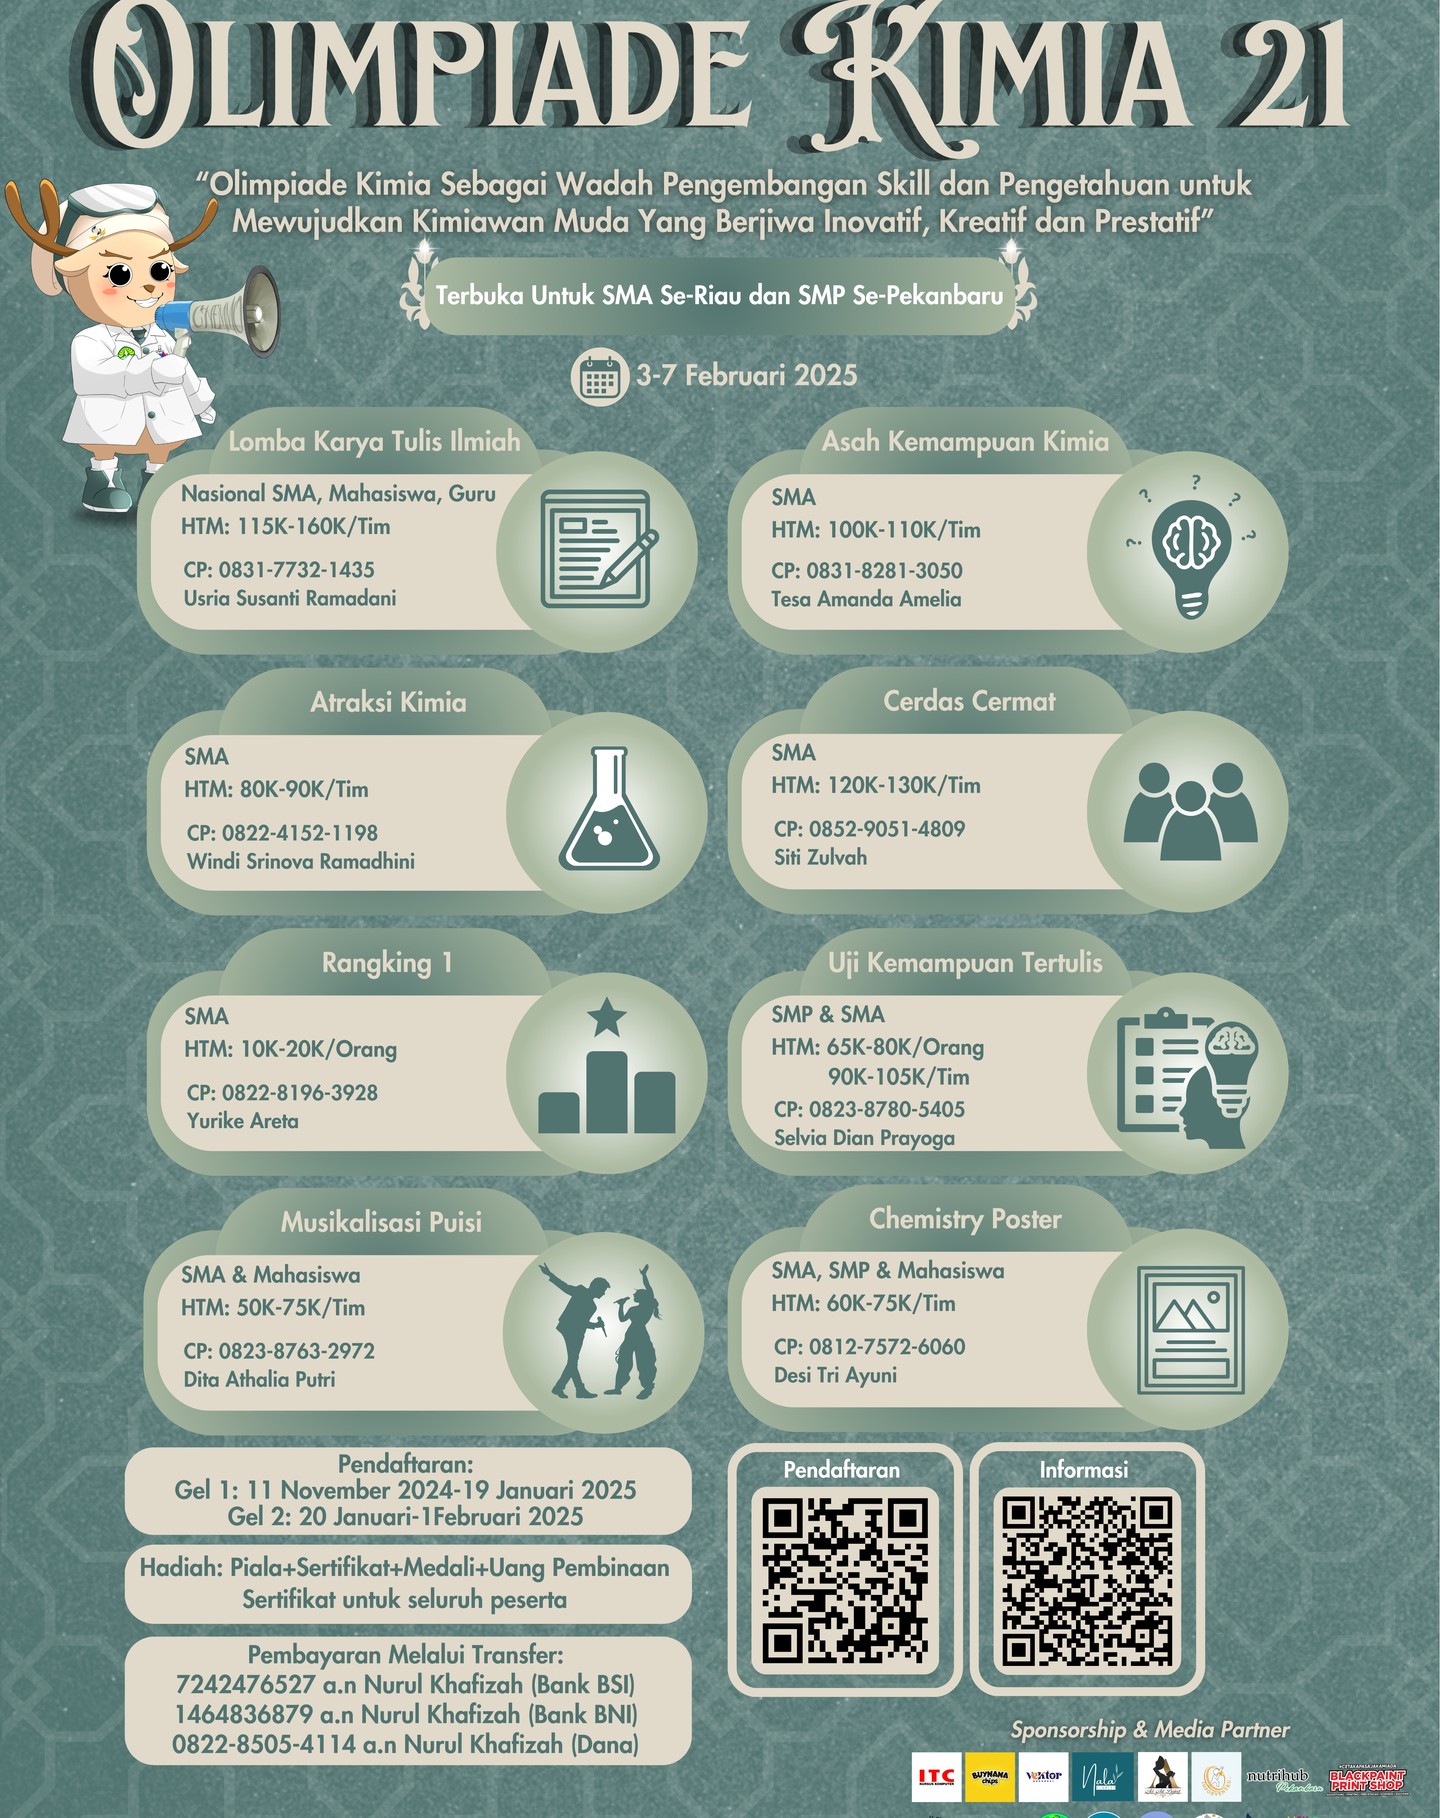 OLIMPIADE KIMIA 21
“Olimpiade Kimia Sebagai Wadah Pengembangan Skill dan Pengetahuan untuk
Mewujudkan Kimiawan Muda Yang Berjiwa Inovatif, Kreatif dan Prestatif”
Terbuka Untuk SMA Se-Riau dan SMP Se-Pekanbaru
3-7 Februari 2025
Lomba Karya Tulis Ilmiah
Nasional SMA, Mahasiswa, Guru
HTM: 115K-160K/Tim
CP: 0831-7732-1435
Usria Susanti Ramadani
Asah Kemampuan Kimia
SMA
HTM: 100K-110K/Tim
CP: 0831-8281-3050
Tesa Amanda Amelia
Atraksi Kimia
SMA
HTM: 80K-90K/Tim
CP: 0822-4152-1198
Windi Srinova Ramadhini
Cerdas Cermat
SMA
HTM: 120K-130K/Tim
CP: 0852-9051-4809
Siti Zulvah
Rangking 1
SMA
HTM: 10K-20K/Orang
CP: 0822-8196-3928
Yurike Areta
Uji Kemampuan Tertulis
SMP & SMA
HTM: 65K-80K/Orang
90K-105K/Tim
CP: 0823-8780-5405
Selvia Dian Prayoga
Musikalisasi Puisi
SMA & Mahasiswa
HTM: 50K-75K/Tim
CP: 0823-8763-2972
Dita Athalia Putri
Chemistry Poster
SMA, SMP & Mahasiswa
HTM: 60K-75K/Tim
CP: 0812-7572-6060
Desi Tri Ayuni
Pendaftaran:
Gel 1: 11 November 2024-19 Januari 2025
Gel 2: 20 Januari-1Februari 2025
Hadiah: Piala+Sertifikat+Medali+Uang Pembinaan
Sertifikat untuk seluruh peserta
Pembayaran Melalui Transfer:
7242476527 a.n Nurul Khafizah (Bank BSI)
1464836879 a.n Nurul Khafizah (Bank BNI)
0822-8505-4114 a.n Nurul Khafizah (Dana)
Pendaftaran
Informasi
Sponsorship & Media Partner
ITC
KURSUS KOMPUTER
BUYNANA
chips
Vektor
Nala
nutrihub
Pekanbaru
BLACKPAINT
PRINT SHOP